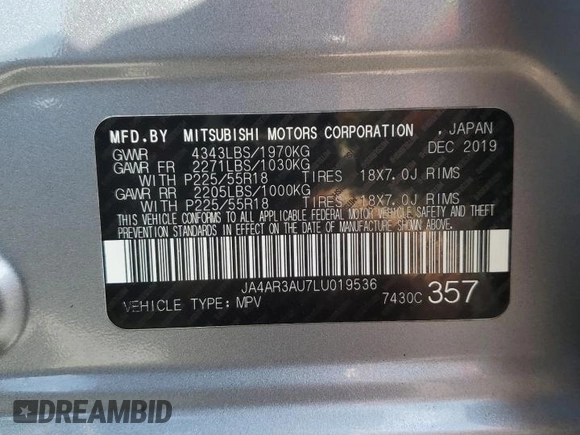 MFD.BY MITSUBISHI MOTORS CORPORATION , JAPAN
GWVR 4343LBS/1970KG DEC 2019
GAWR FR 2271LBS/1030KG
WITH P225/55R18 TIRES 18X7.0J RIMS
GAWR RR 2205LBS/1000KG
WITH P225/55R18 TIRES 18X7.0J RIMS
THIS VEHICLE CONFORMS TO ALL APPLICABLE FEDERAL MOTOR VEHICLE SAFETY AND THEFT
PREVENTION STANDARDS IN EFFECT ON THE DATE OF MANUFACTURE SHOWN ABOVE.
JA4AR3AU7LU019536
VEHICLE TYPE: MPV 7430C 357
DREAMBID